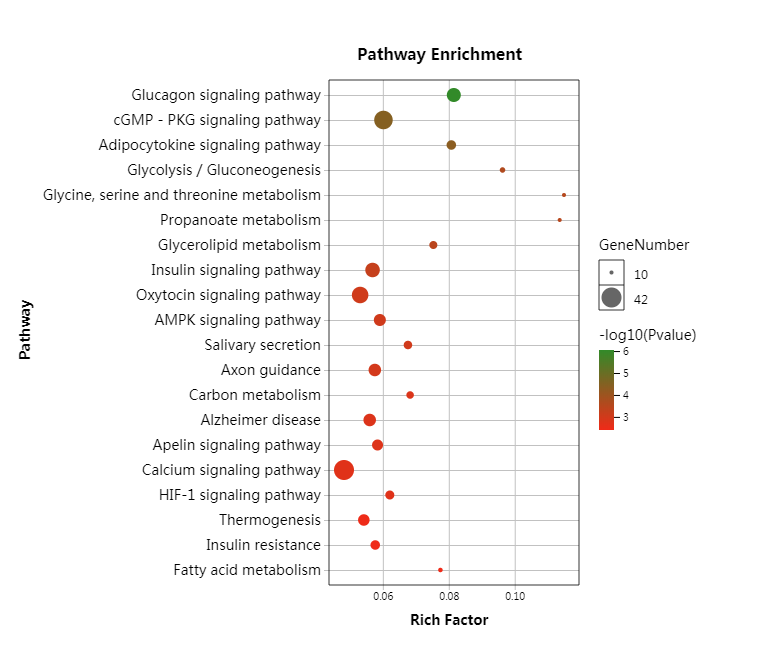 Pathway Enrichment
Glucagon signaling pathway
cGMP - PKG signaling pathway
Adipocytokine signaling pathway
Glycolysis / Gluconeogenesis
Glycine, serine and threonine metabolism
Propanoate metabolism
Glycerolipid metabolism
Insulin signaling pathway
Oxytocin signaling pathway
AMPK signaling pathway
Salivary secretion
Axon guidance
Carbon metabolism
Alzheimer disease
Apelin signaling pathway
Calcium signaling pathway
HIF-1 signaling pathway
Thermogenesis
Insulin resistance
Fatty acid metabolism
Pathway
0.06 0.08 0.10
Rich Factor
GeneNumber
10
42
-log10(Pvalue)
6
5
4
3